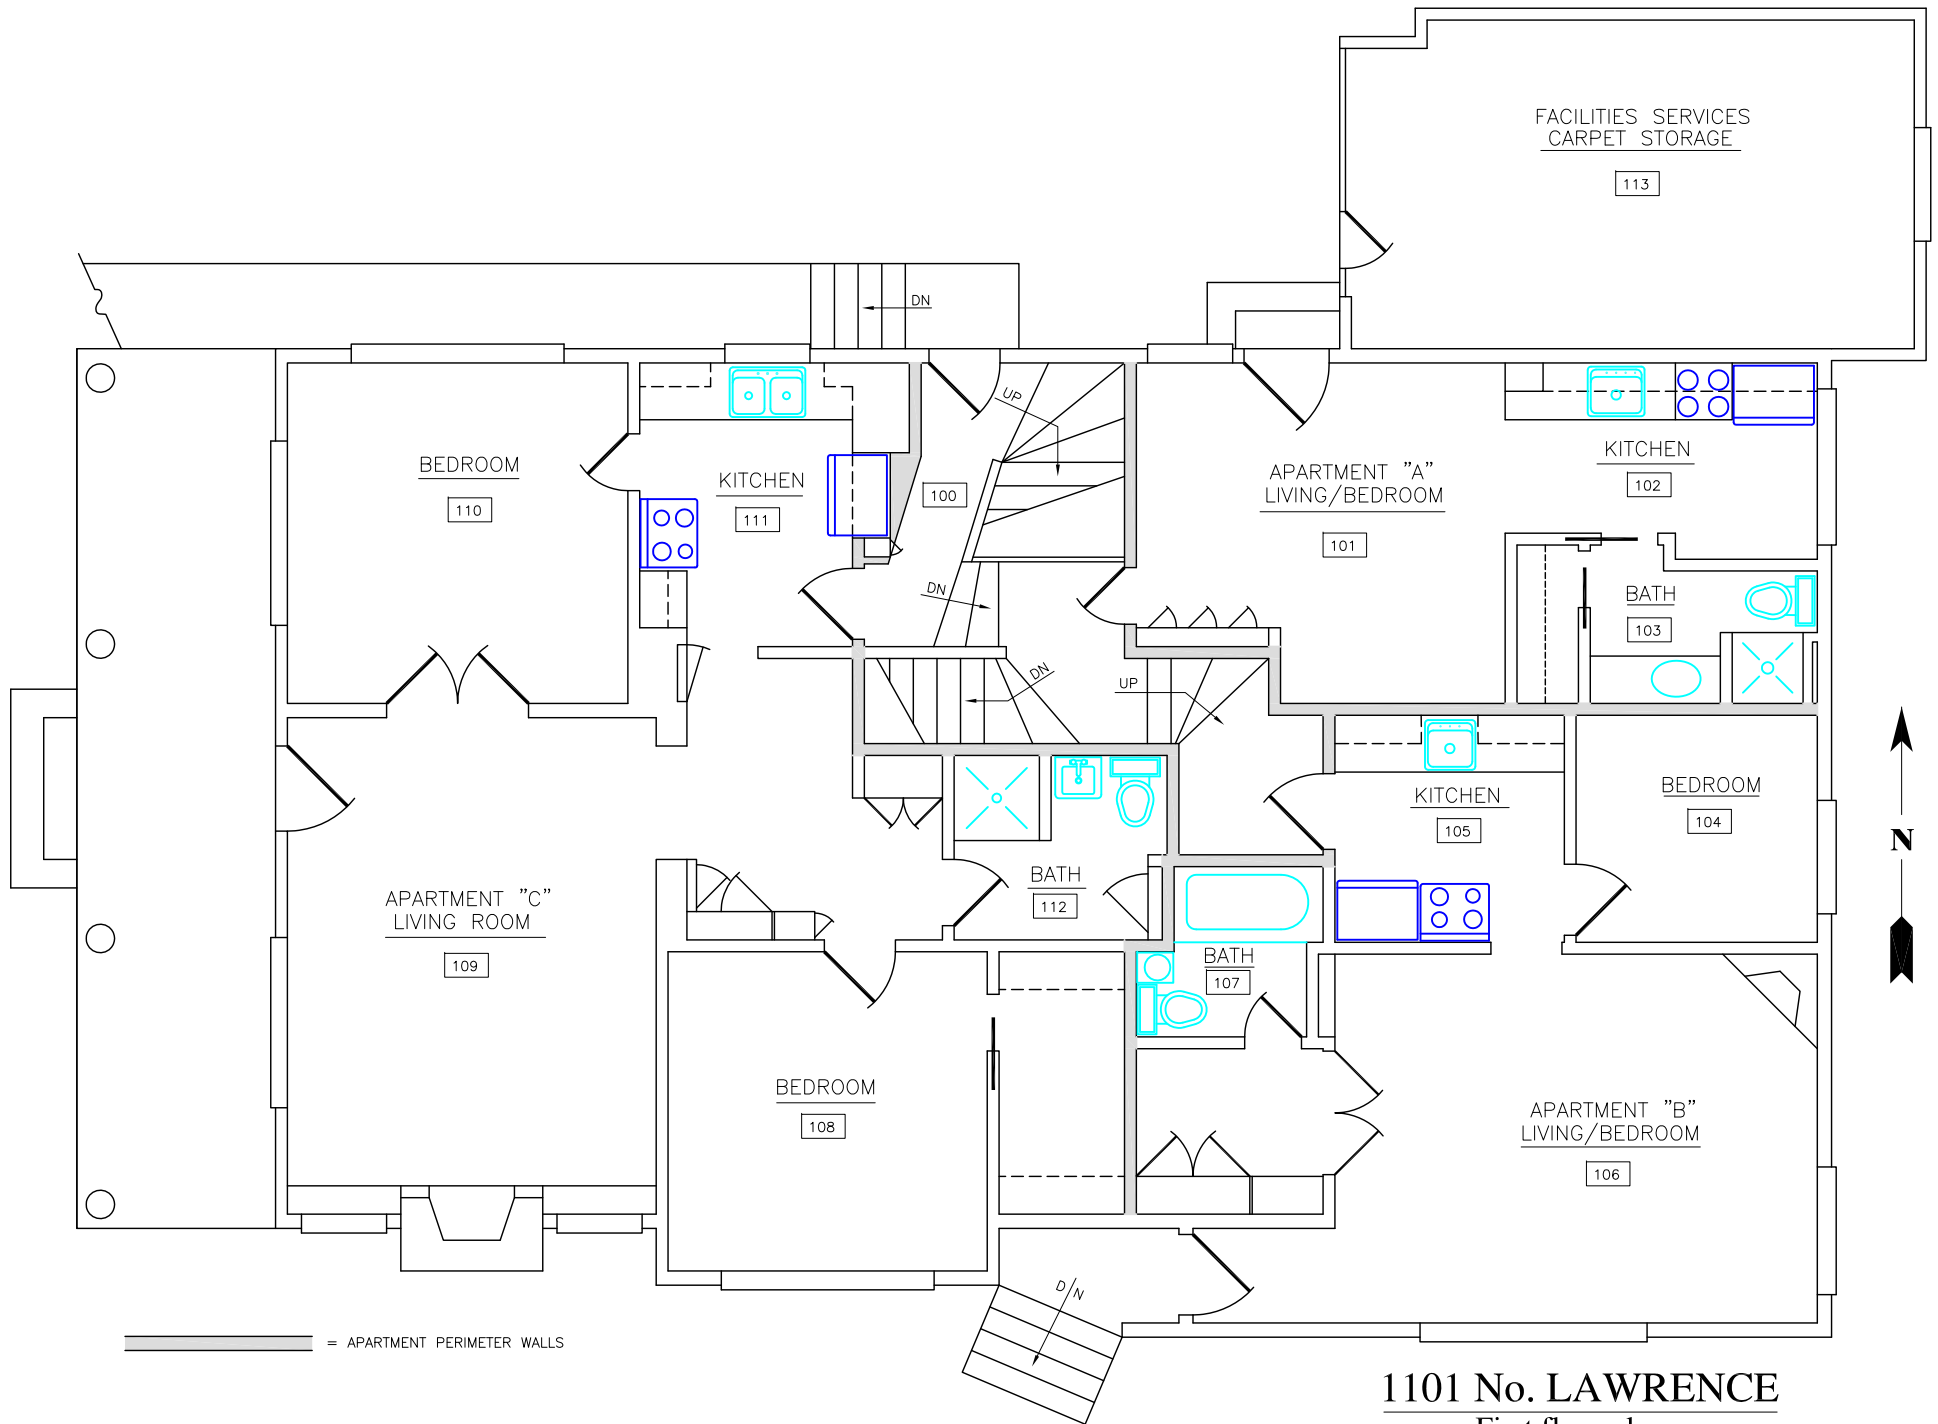 FACILITIES SERVICES
CARPET STORAGE
113
DN
UP
BEDROOM
110
KITCHEN
111
100
APARTMENT "A"
LIVING/BEDROOM
101
KITCHEN
102
DN
BATH
103
DN
UP
KITCHEN
105
BEDROOM
104
N
APARTMENT "C"
LIVING ROOM
109
BATH
112
BATH
107
BEDROOM
108
APARTMENT "B"
LIVING/BEDROOM
106
D/N
= APARTMENT PERIMETER WALLS
1101 No. LAWRENCE